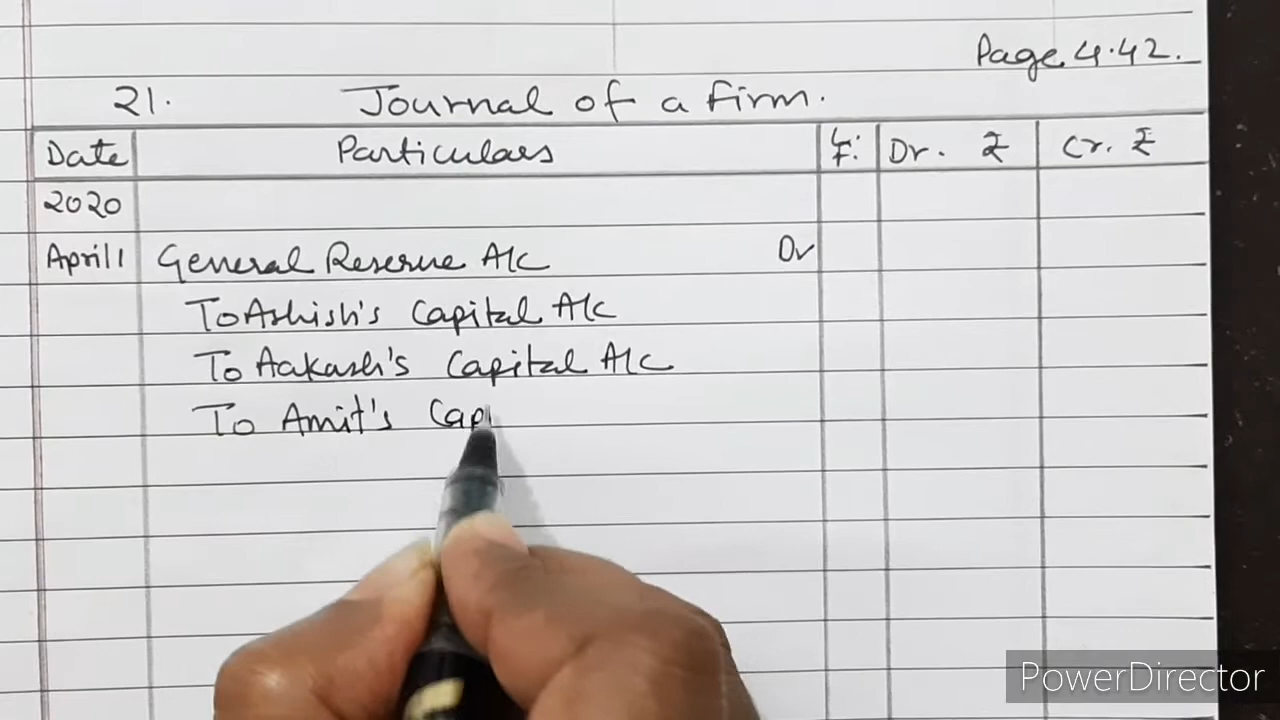 Page 4.42.
21. Journal of a firm.
Date Particulars L.F. Dr. ₹ Cr. ₹
2020
April 1 General Reserve A/c Dr
To Ashish's Capital A/c
To Aakash's Capital A/c
To Amit's Cap
PowerDirector